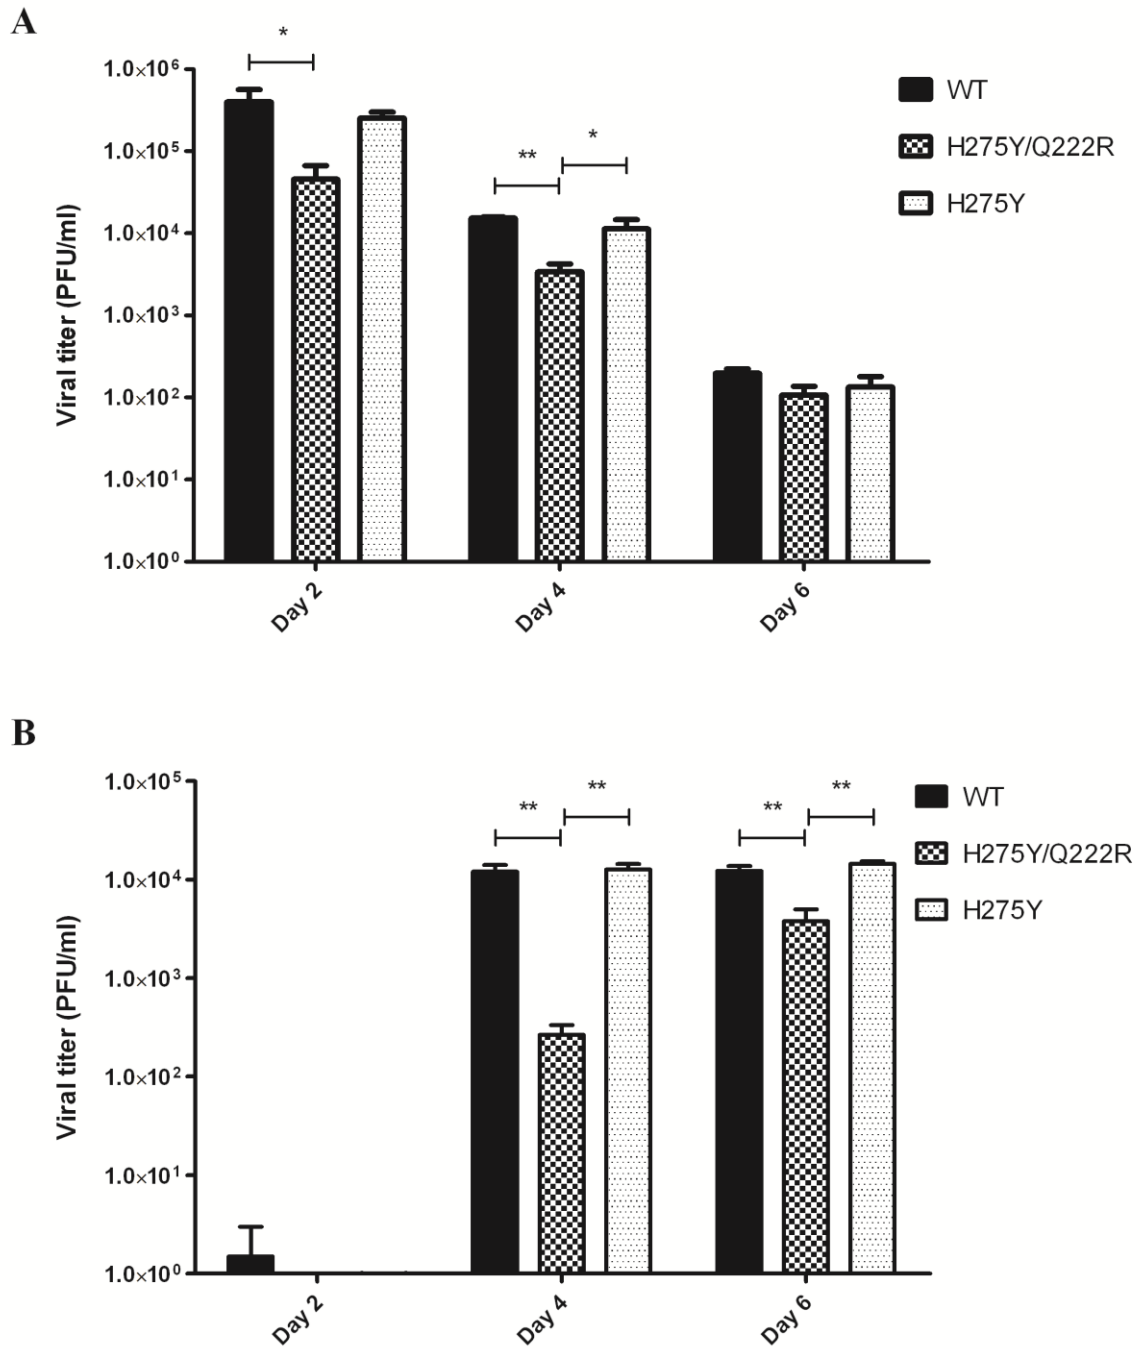 A
*
1.0×10⁶
1.0×10⁵
1.0×10⁴
1.0×10³
1.0×10²
1.0×10¹
1.0×10⁰
Viral titer (PFU/ml)
** *
WT
H275Y/Q222R
H275Y
Day 2 Day 4 Day 6
B
1.0×10⁵
1.0×10⁴
1.0×10³
1.0×10²
1.0×10¹
1.0×10⁰
Viral titer (PFU/ml)
** ** ** **
WT
H275Y/Q222R
H275Y
Day 2 Day 4 Day 6